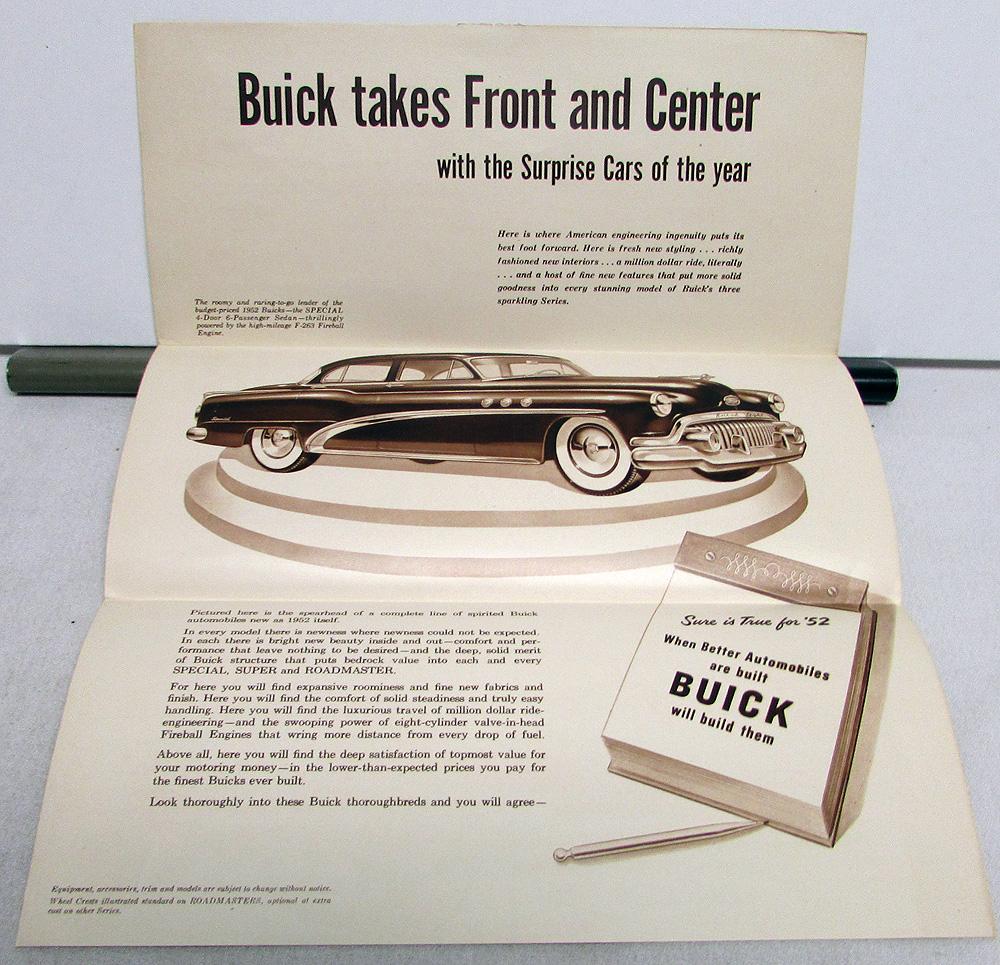 Buick takes Front and Center
with the Surprise Cars of the year
Here is where American engineering ingenuity puts its
best foot forward. Here is fresh new styling . . . richly
fashioned new interiors . . . a million dollar ride, literally
. . . and a host of fine new features that put more solid
goodness into every stunning model of Buick's three
sparkling Series.
The roomy and raring-to-go leader of the
budget-priced 1952 Buicks—the SPECIAL
4-Door 6-Passenger Sedan—thrillingly
powered by the high-mileage F-263 Fireball
Engine.
Special
Pictured here is the spearhead of a complete line of spirited Buick
automobiles new as 1952 itself.
In every model there is newness where newness could not be expected.
In each there is bright new beauty inside and out—comfort and per-
formance that leave nothing to be desired—and the deep, solid merit
of Buick structure that puts bedrock value into each and every
SPECIAL, SUPER and ROADMASTER.
For here you will find expansive roominess and fine new fabrics and
finish. Here you will find the comfort of solid steadiness and truly easy
handling. Here you will find the luxurious travel of million dollar ride-
engineering—and the swooping power of eight-cylinder valve-in-head
Fireball Engines that wring more distance from every drop of fuel.
Above all, here you will find the deep satisfaction of topmost value for
your motoring money—in the lower-than-expected prices you pay for
the finest Buicks ever built.
Look thoroughly into these Buick thoroughbreds and you will agree—
Sure is True for '52
When Better Automobiles
are built
BUICK
will build them
Equipment, accessories, trim and models are subject to change without notice.
Wheel Crests illustrated standard on ROADMASTERS, optional at extra
cost on other Series.